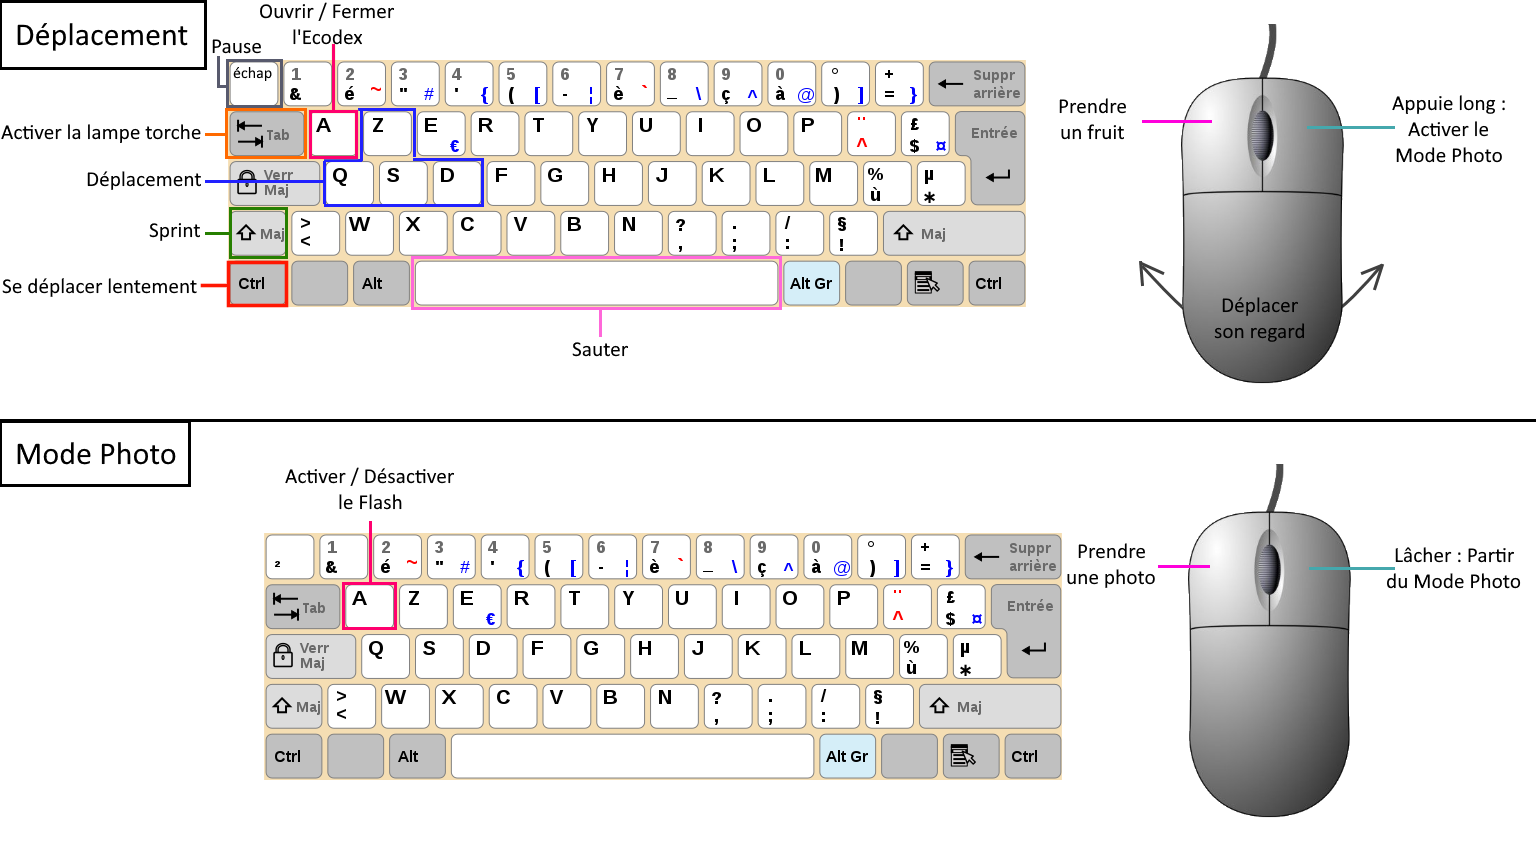 Déplacement
Ouvrir / Fermer
l'Ecodex
Pause
échap
1 &
2 é ~
3 " #
4 ' {
5 ( [
6 - ¦
7 è `
8 _ \
9 ç ^
0 à @
° ) ]
+ = }
← Suppr arrière
Activer la lampe torche
Tab
A Z E € R T Y U I O P ¨ ^ £ $ ¤ Entrée
Déplacement
Verr Maj
Q S D F G H J K L M % ù µ *
Sprint
Maj
> < W X C V B N ? , . ; / : § ! Maj
Se déplacer lentement
Ctrl Alt Alt Gr Ctrl
Sauter
Prendre
un fruit
Appuie long :
Activer le
Mode Photo
Déplacer
son regard
Mode Photo
Activer / Désactiver
le Flash
²
1 &
2 é ~
3 " #
4 ' {
5 ( [
6 - ¦
7 è `
8 _ \
9 ç ^
0 à @
° ) ]
+ = }
← Suppr arrière
Tab
A Z E € R T Y U I O P ¨ ^ £ $ ¤ Entrée
Verr Maj
Q S D F G H J K L M % ù µ *
Maj
> < W X C V B N ? , . ; / : § ! Maj
Ctrl Alt Alt Gr Ctrl
Prendre
une photo
Lâcher : Partir
du Mode Photo